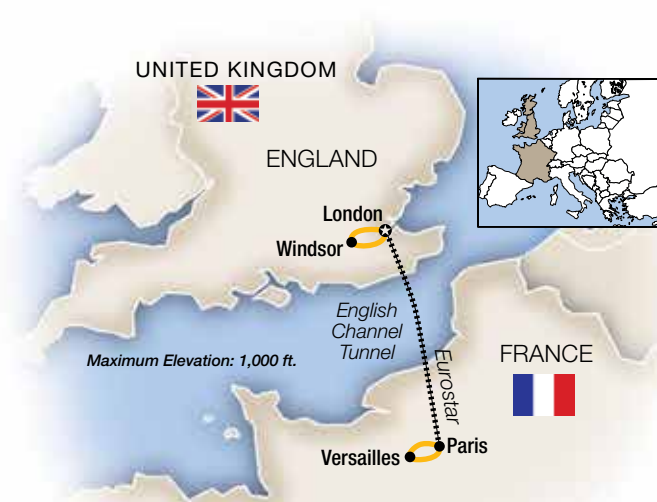 UNITED KINGDOM
ENGLAND
London
Windsor
English
Channel
Tunnel
Eurostar
Maximum Elevation: 1,000 ft.
FRANCE
Versailles
Paris